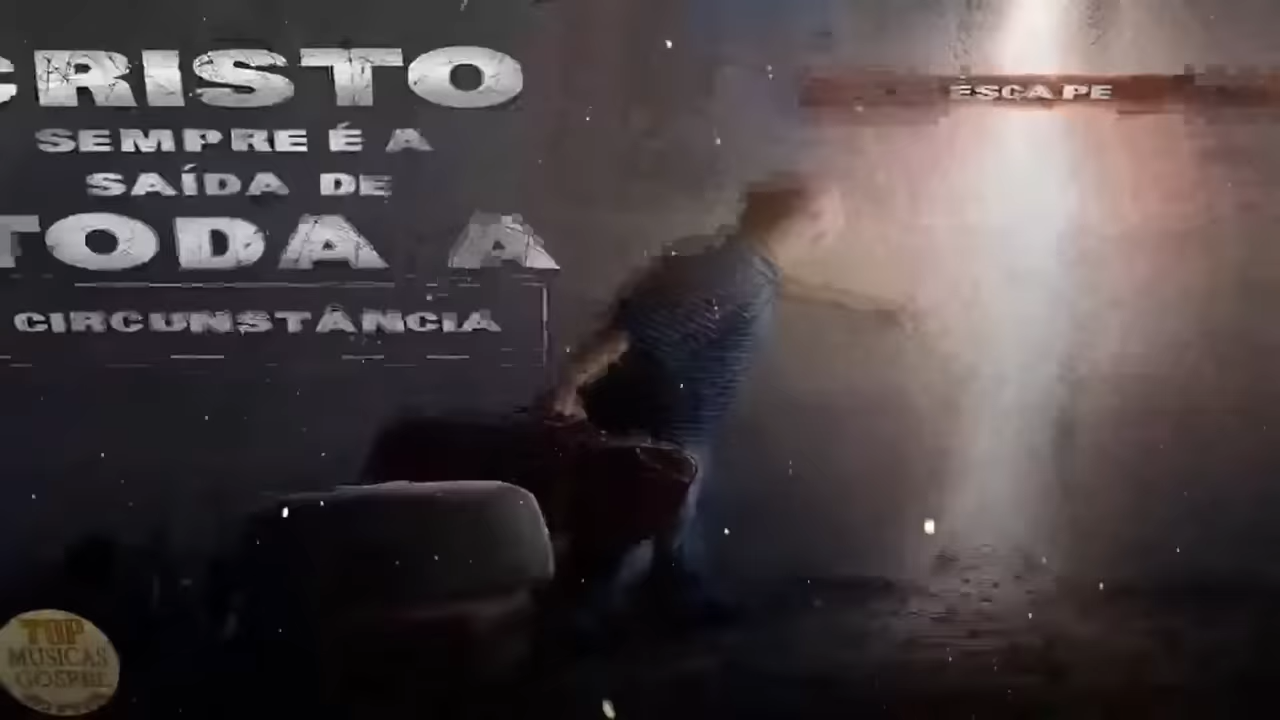 CRISTO
SEMPRE É A
SAÍDA DE
TODA A
CIRCUNSTÂNCIA
ESCAPE
TOP
MUSICAS
GOSPEL